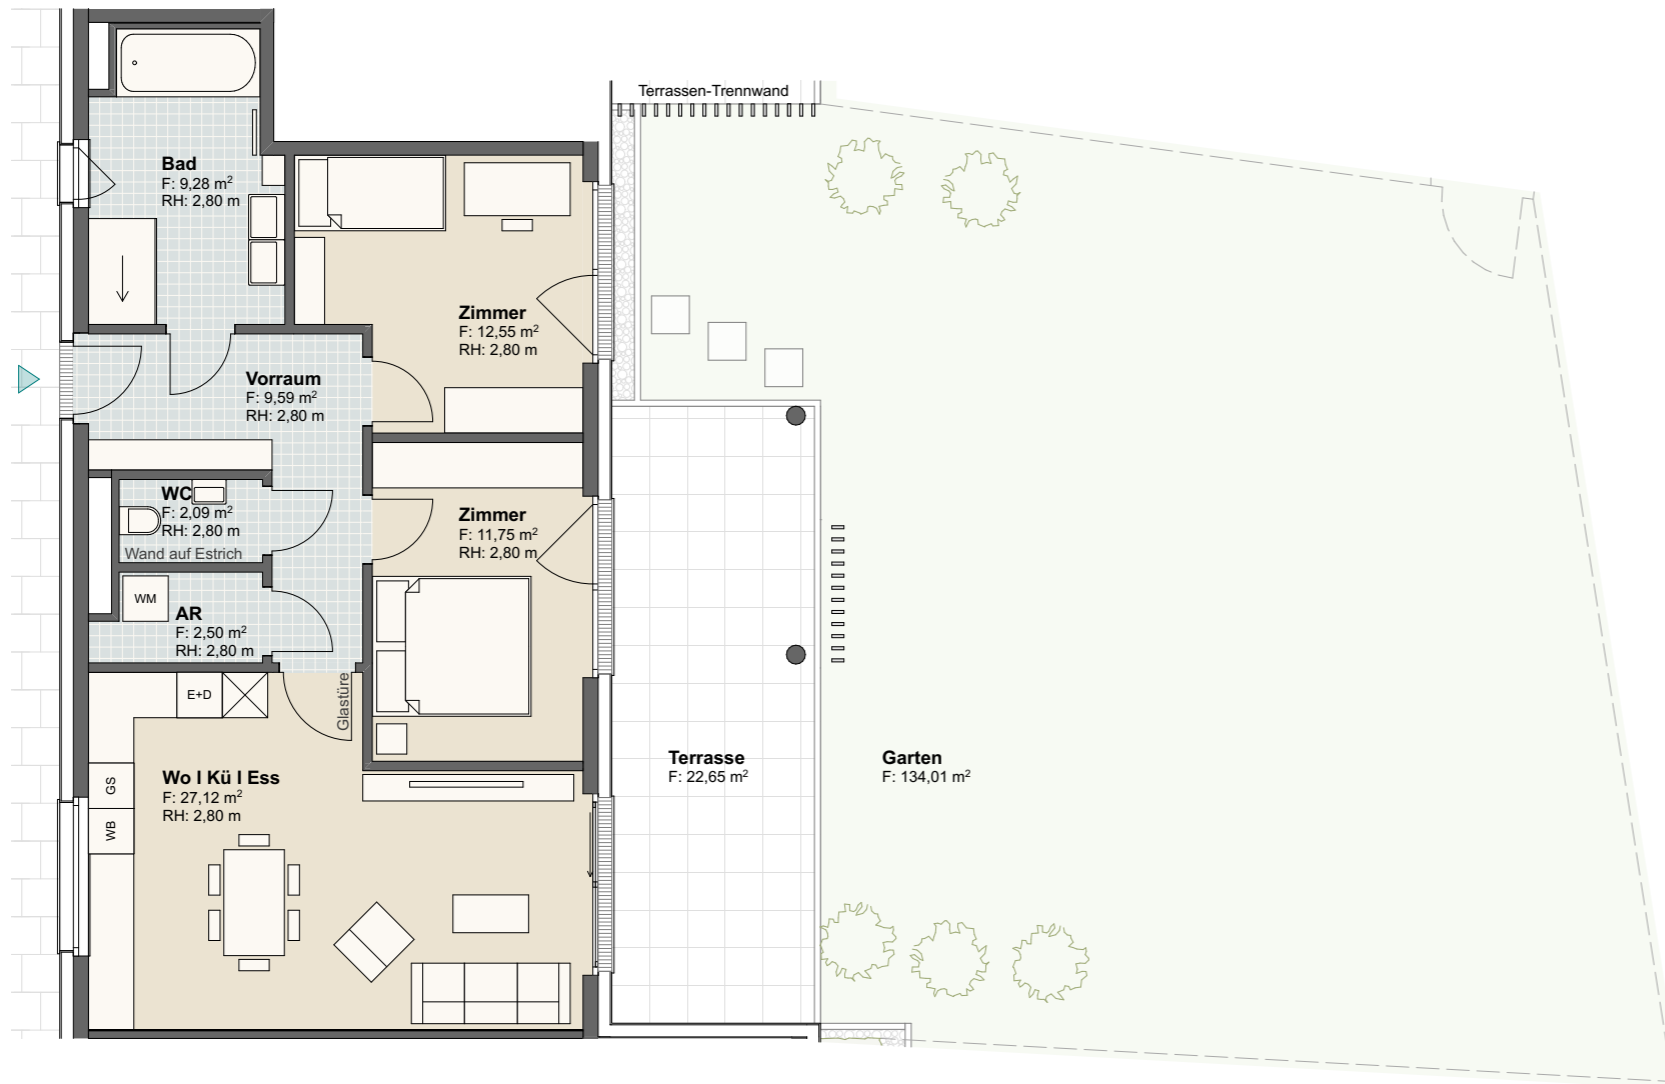 Terrassen-Trennwand
Bad
F: 9,28 m²
RH: 2,80 m
Zimmer
F: 12,55 m²
RH: 2,80 m
Vorraum
F: 9,59 m²
RH: 2,80 m
WC
F: 2,09 m²
RH: 2,80 m
Wand auf Estrich
Zimmer
F: 11,75 m²
RH: 2,80 m
WM
AR
F: 2,50 m²
RH: 2,80 m
E+D
Glastüre
GS
WB
Wo I Kü I Ess
F: 27,12 m²
RH: 2,80 m
Terrasse
F: 22,65 m²
Garten
F: 134,01 m²